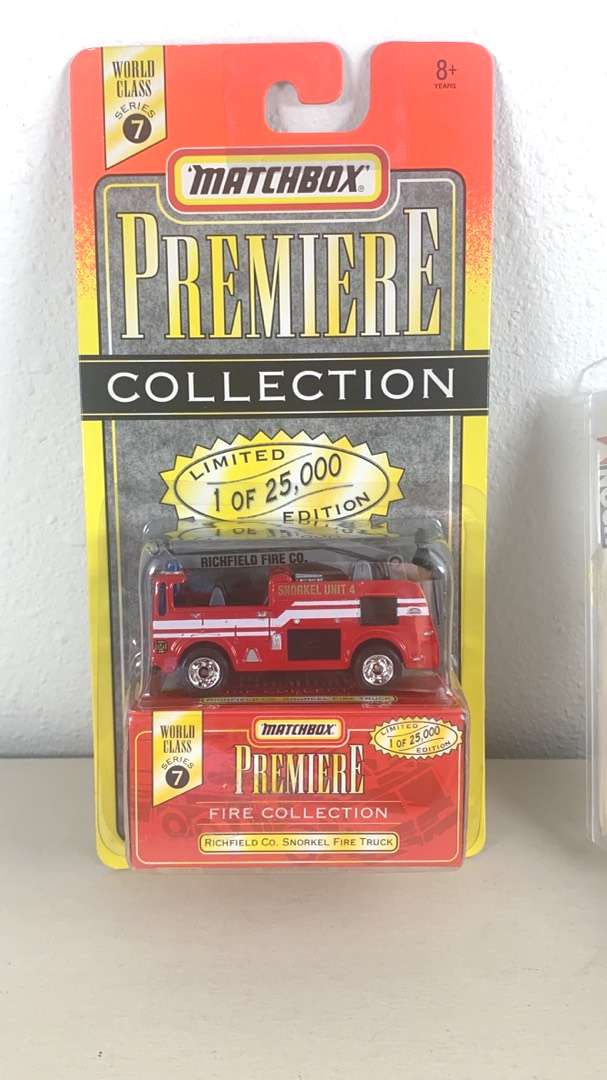 WORLD CLASS
SERIES 7
8+
YEARS
MATCHBOX®
PREMIERE
COLLECTION
LIMITED
1 OF 25,000
EDITION
RICHFIELD FIRE CO.
SNORKEL UNIT 4
WORLD CLASS
SERIES 7
MATCHBOX
LIMITED
1 OF 25,000
EDITION
PREMIERE
FIRE COLLECTION
RICHFIELD CO. SNORKEL FIRE TRUCK